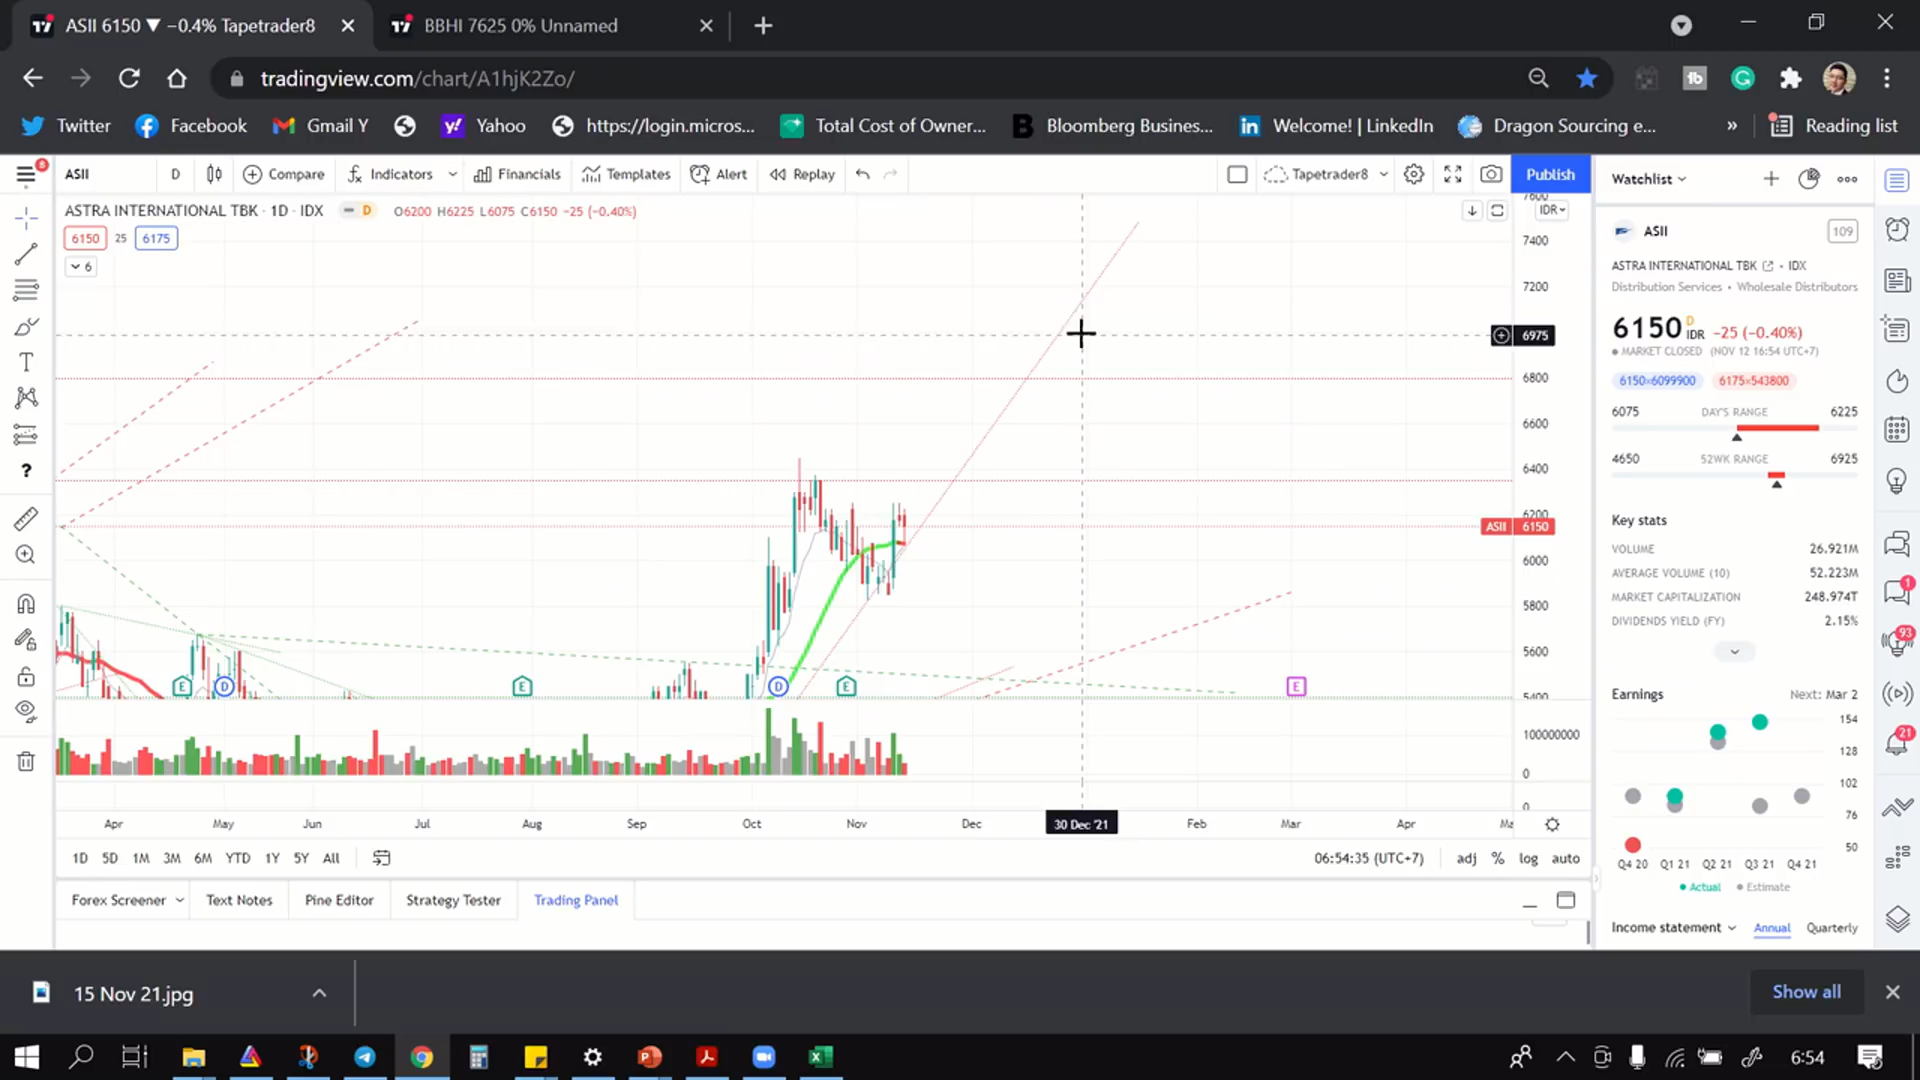 ASII 6150 ▼ −0.4% Tapetrader8
BBHI 7625 0% Unnamed
tradingview.com/chart/A1hjK2Zo/
Twitter
Facebook
Gmail Y
Yahoo
https://login.micros...
Total Cost of Owner...
Bloomberg Business...
Welcome! | LinkedIn
Dragon Sourcing e...
»
Reading list
8
ASII
D
Compare
Indicators
Financials
Templates
Alert
Replay
Tapetrader8
Publish
Watchlist
ASTRA INTERNATIONAL TBK · 1D · IDX
D
O6200 H6225 L6075 C6150 −25 (−0.40%)
6150
25
6175
6
IDR
7600
7400
7200
6975
6800
6600
6400
6200
ASII 6150
6000
5800
5600
5400
100000000
0
0
E
D
E
D
E
E
Apr
May
Jun
Jul
Aug
Sep
Oct
Nov
Dec
30 Dec '21
Feb
Mar
Apr
Ma
1D
5D
1M
3M
6M
YTD
1Y
5Y
All
06:54:35 (UTC+7)
adj
%
log
auto
Forex Screener
Text Notes
Pine Editor
Strategy Tester
Trading Panel
ASII
109
ASTRA INTERNATIONAL TBK · IDX
Distribution Services • Wholesale Distributors
6150 D IDR −25 (−0.40%)
MARKET CLOSED (NOV 12 16:54 UTC+7)
6150×6099900
6175×543800
6075 DAY'S RANGE 6225
4650 52WK RANGE 6925
Key stats
VOLUME 26.921M
AVERAGE VOLUME (10) 52.223M
MARKET CAPITALIZATION 248.974T
DIVIDENDS YIELD (FY) 2.15%
Earnings
Next: Mar 2
154
128
102
76
50
Q4 20 Q1 21 Q2 21 Q3 21 Q4 21
Actual
Estimate
Income statement
Annual
Quarterly
1
93
21
15 Nov 21.jpg
Show all
6:54